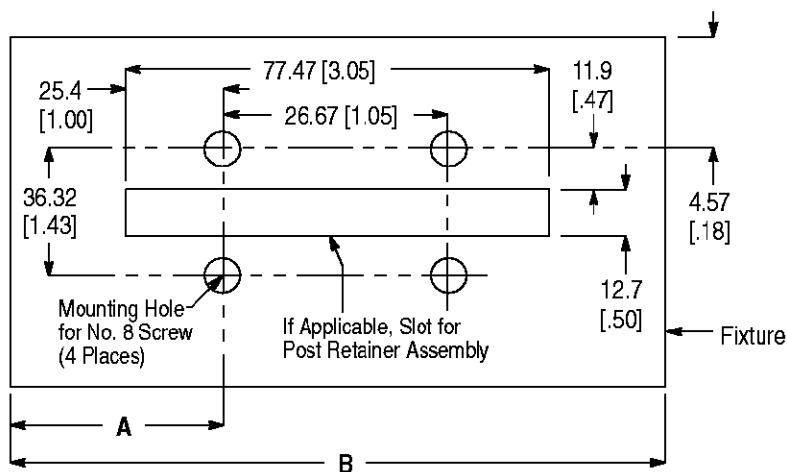 77.47 [3.05]
11.9
[.47]
25.4
[1.00]
26.67 [1.05]
36.32
[1.43]
4.57
[.18]
12.7
[.50]
Mounting Hole
for No. 8 Screw
(4 Places)
If Applicable, Slot for
Post Retainer Assembly
Fixture
A
B